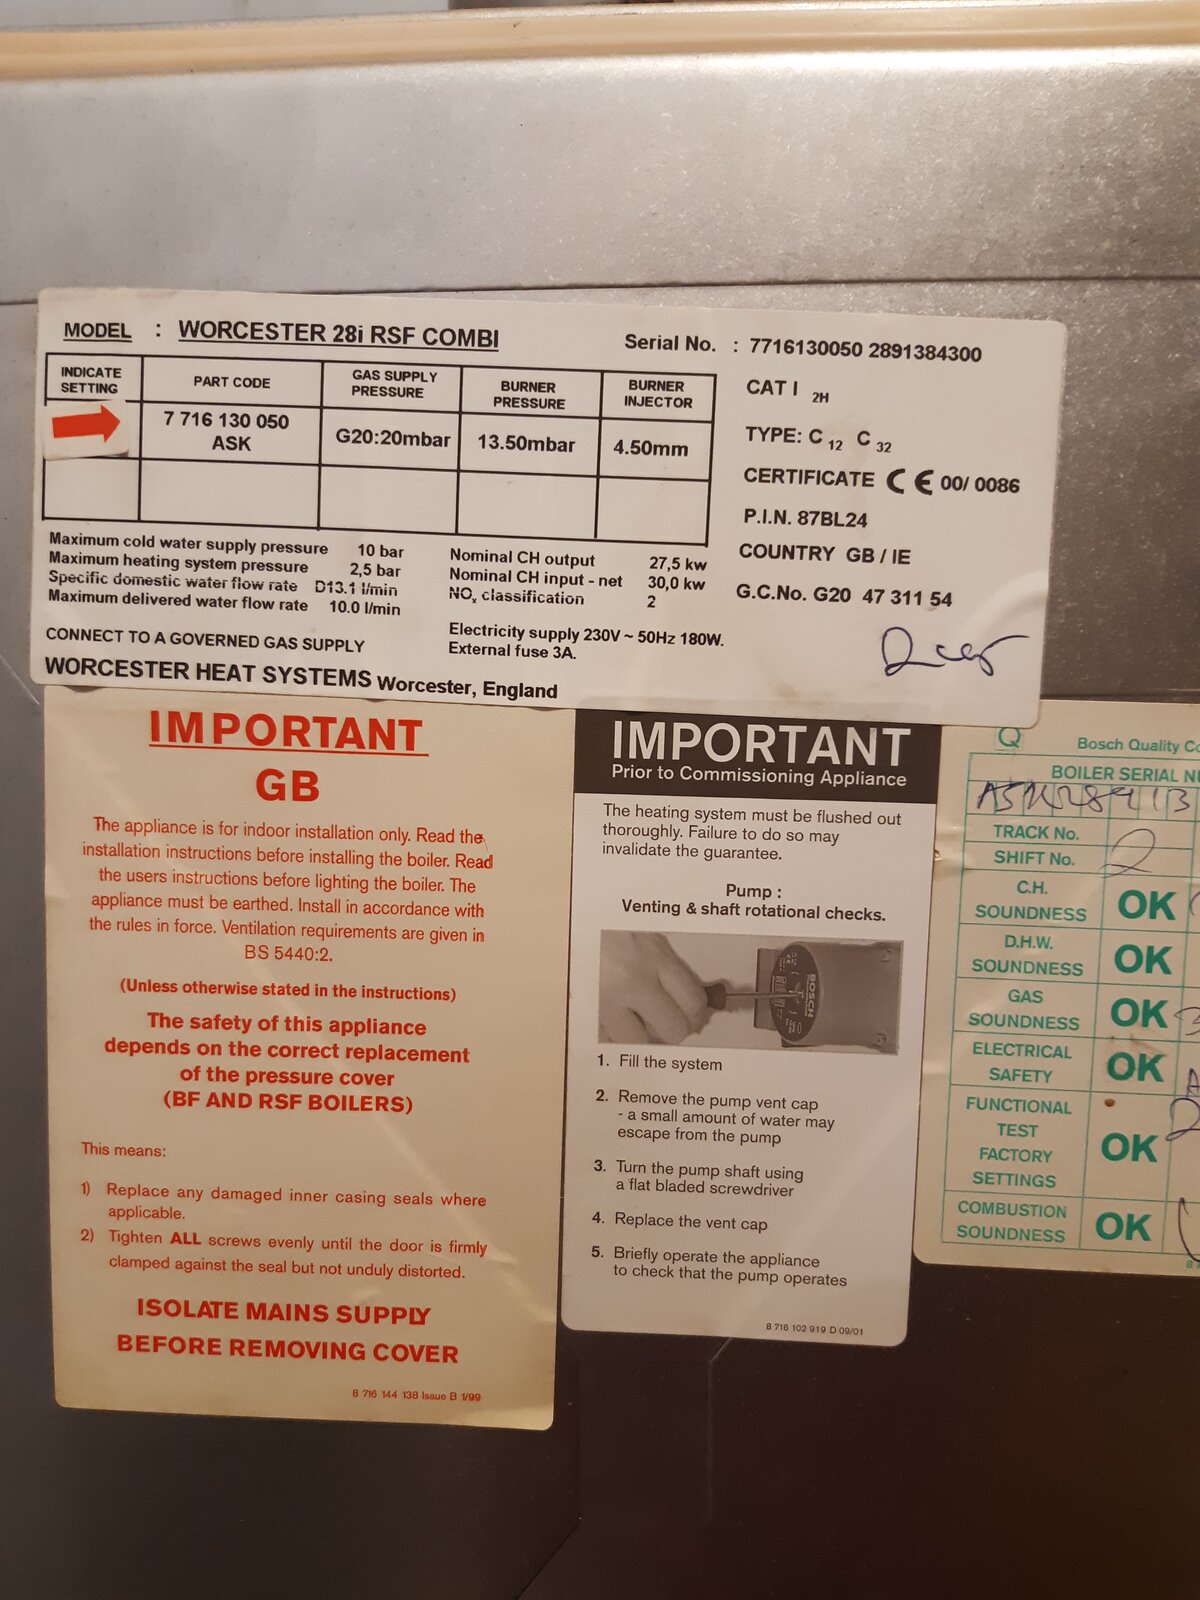 MODEL : WORCESTER 28i RSF COMBI
Serial No. : 7716130050 2891384300
INDICATE SETTING
PART CODE
GAS SUPPLY PRESSURE
BURNER PRESSURE
BURNER INJECTOR
7 716 130 050
ASK
G20:20mbar
13.50mbar
4.50mm
CAT I 2H
TYPE: C 12 C 32
CERTIFICATE CE 00/ 0086
P.I.N. 87BL24
COUNTRY GB / IE
G.C.No. G20 47 311 54
Maximum cold water supply pressure 10 bar
Maximum heating system pressure 2,5 bar
Specific domestic water flow rate D13.1 l/min
Maximum delivered water flow rate 10.0 l/min
Nominal CH output 27,5 kw
Nominal CH input - net 30,0 kw
NOx classification 2
CONNECT TO A GOVERNED GAS SUPPLY
Electricity supply 230V ~ 50Hz 180W.
External fuse 3A.
WORCESTER HEAT SYSTEMS Worcester, England
IMPORTANT
GB
The appliance is for indoor installation only. Read the
installation instructions before installing the boiler. Read
the users instructions before lighting the boiler. The
appliance must be earthed. Install in accordance with
the rules in force. Ventilation requirements are given in
BS 5440:2.
(Unless otherwise stated in the instructions)
The safety of this appliance
depends on the correct replacement
of the pressure cover
(BF AND RSF BOILERS)
This means:
1) Replace any damaged inner casing seals where
applicable.
2) Tighten ALL screws evenly until the door is firmly
clamped against the seal but not unduly distorted.
ISOLATE MAINS SUPPLY
BEFORE REMOVING COVER
8 716 144 138 Issue B 1/99
IMPORTANT
Prior to Commissioning Appliance
The heating system must be flushed out
thoroughly. Failure to do so may
invalidate the guarantee.
Pump :
Venting & shaft rotational checks.
BOSCH
1. Fill the system
2. Remove the pump vent cap
- a small amount of water may
escape from the pump
3. Turn the pump shaft using
a flat bladed screwdriver
4. Replace the vent cap
5. Briefly operate the appliance
to check that the pump operates
8 716 102 919 D 09/01
Q
Bosch Quality Co
BOILER SERIAL N
ASK28913
TRACK No.
SHIFT No.
2
C.H. SOUNDNESS OK
D.H.W. SOUNDNESS OK
GAS SOUNDNESS OK
ELECTRICAL SAFETY OK
FUNCTIONAL TEST FACTORY SETTINGS OK
COMBUSTION SOUNDNESS OK